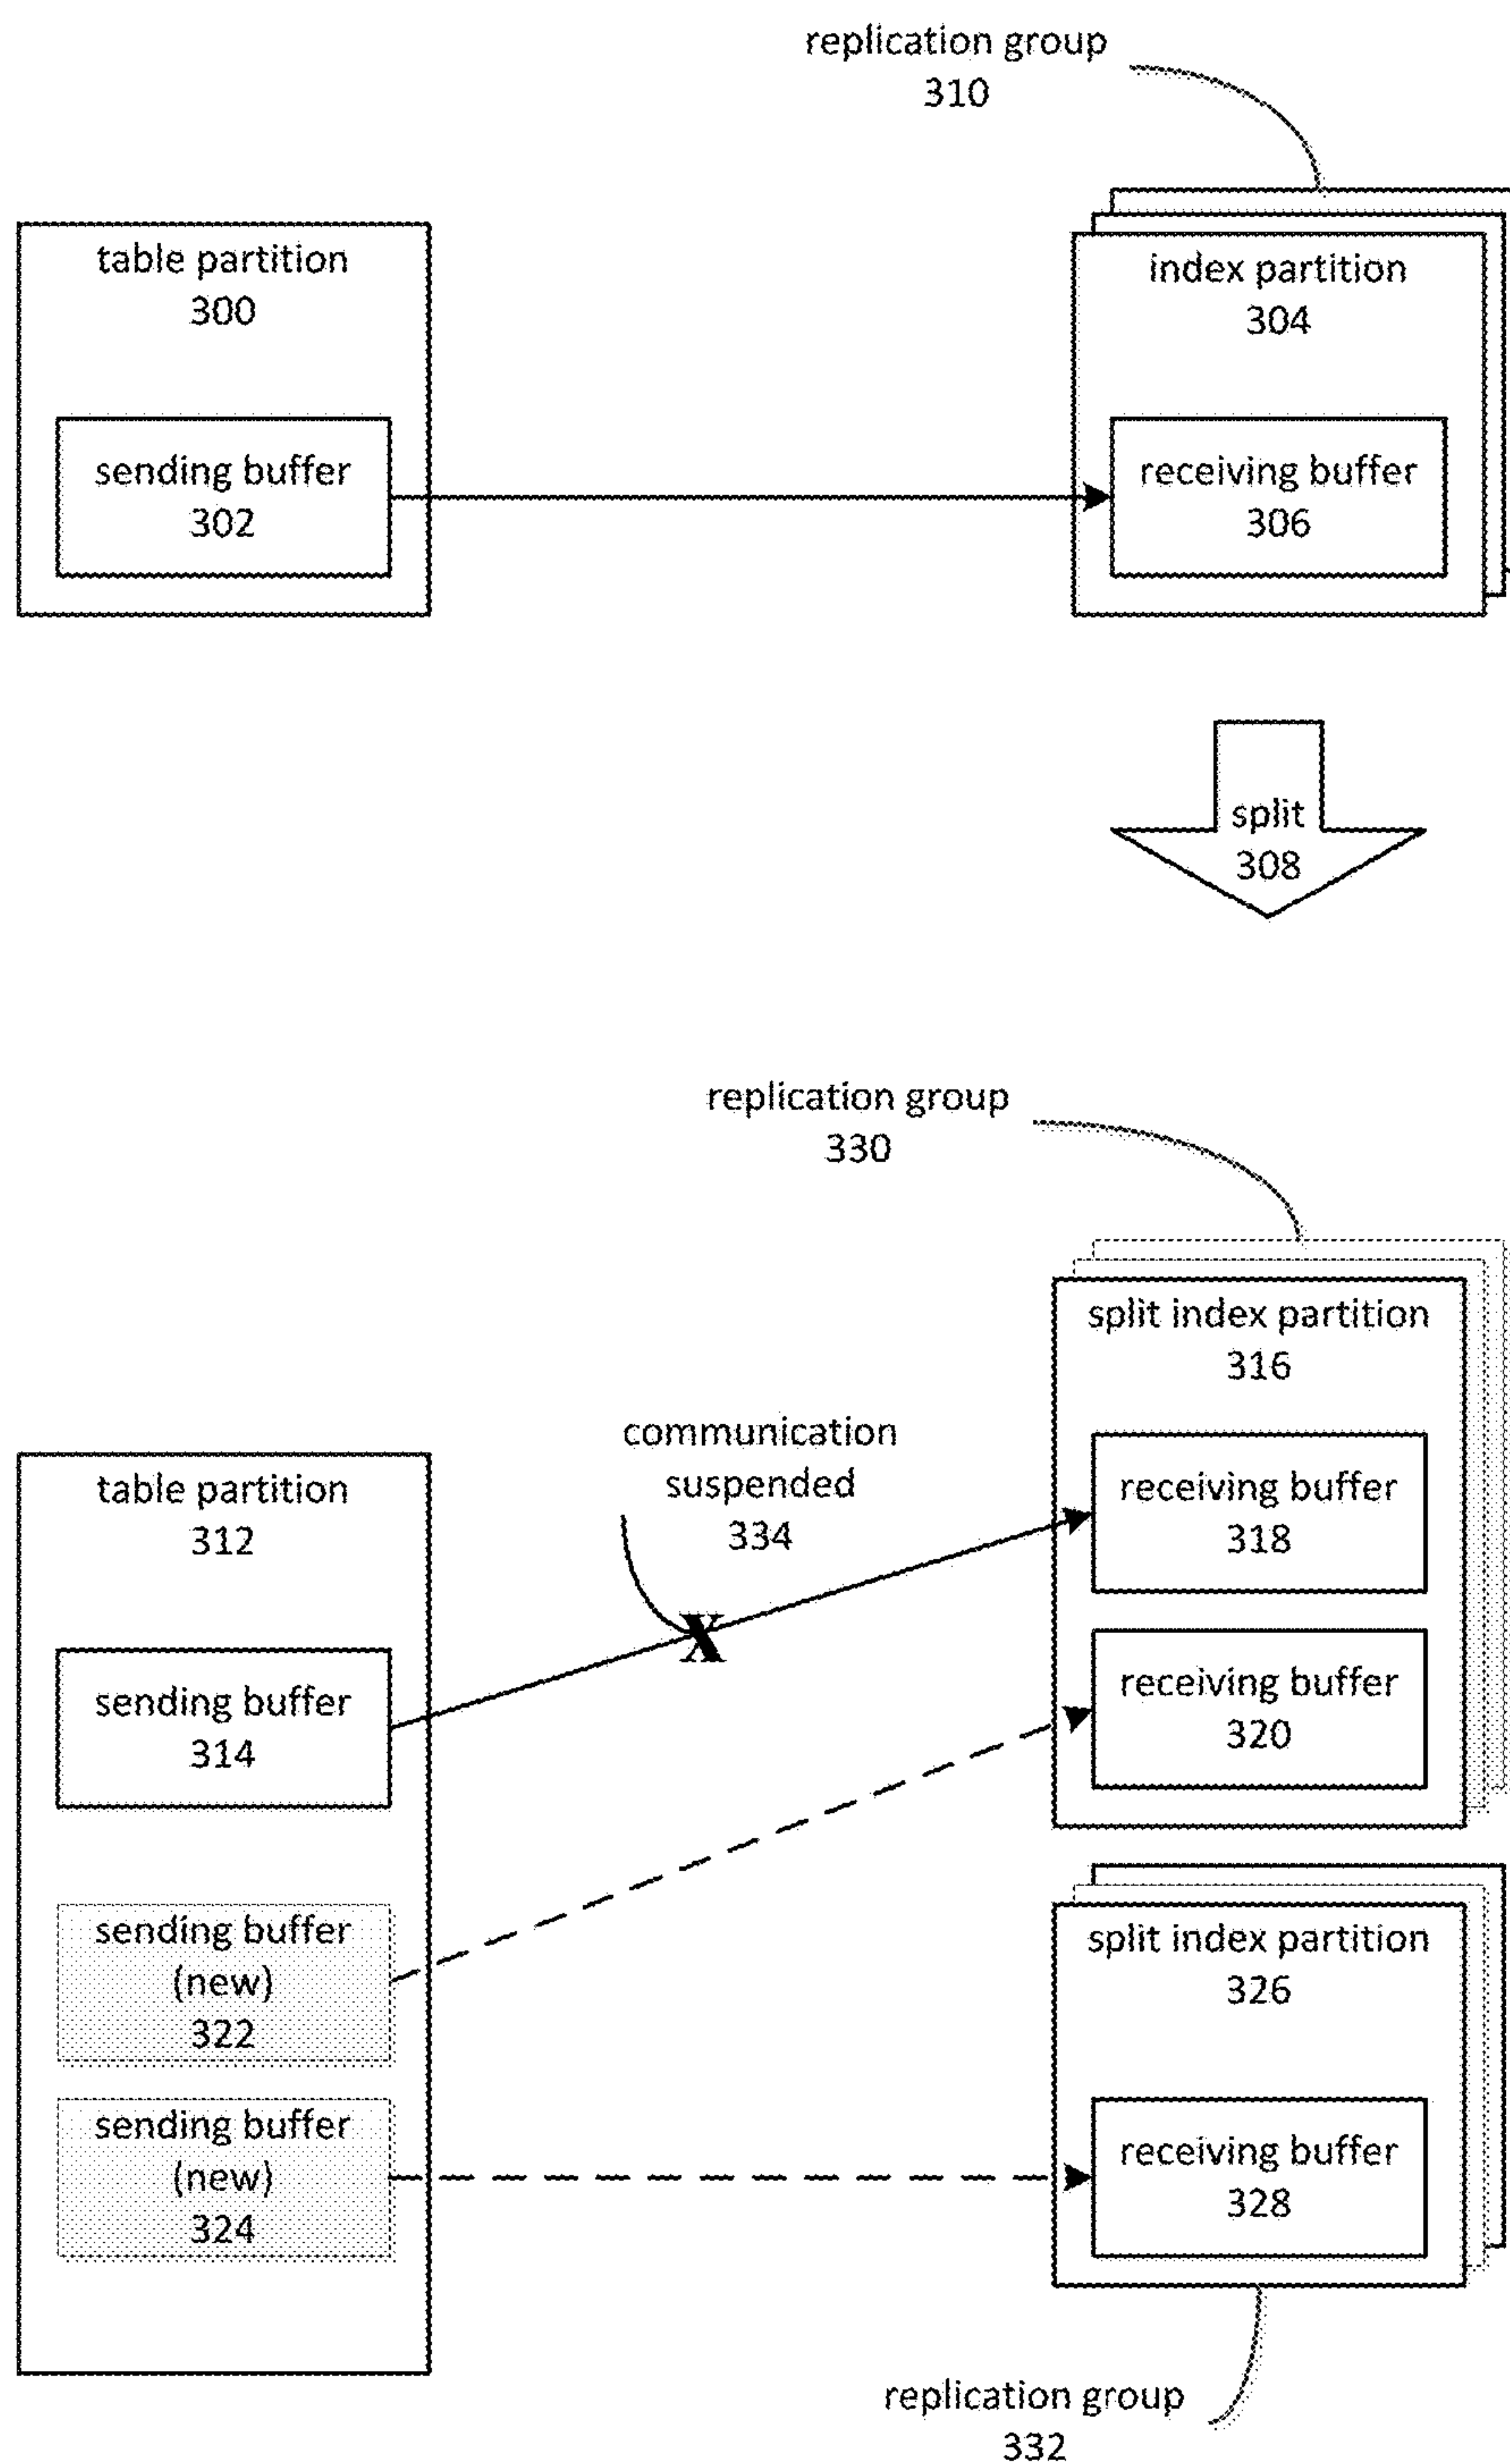 replication group
310
table partition
300
index partition
304
sending buffer
302
receiving buffer
306
split
308
replication group
330
split index partition
316
communication
suspended
334
table partition
312
receiving buffer
318
sending buffer
314
receiving buffer
320
sending buffer
(new)
322
split index partition
326
sending buffer
(new)
324
receiving buffer
328
replication group
332